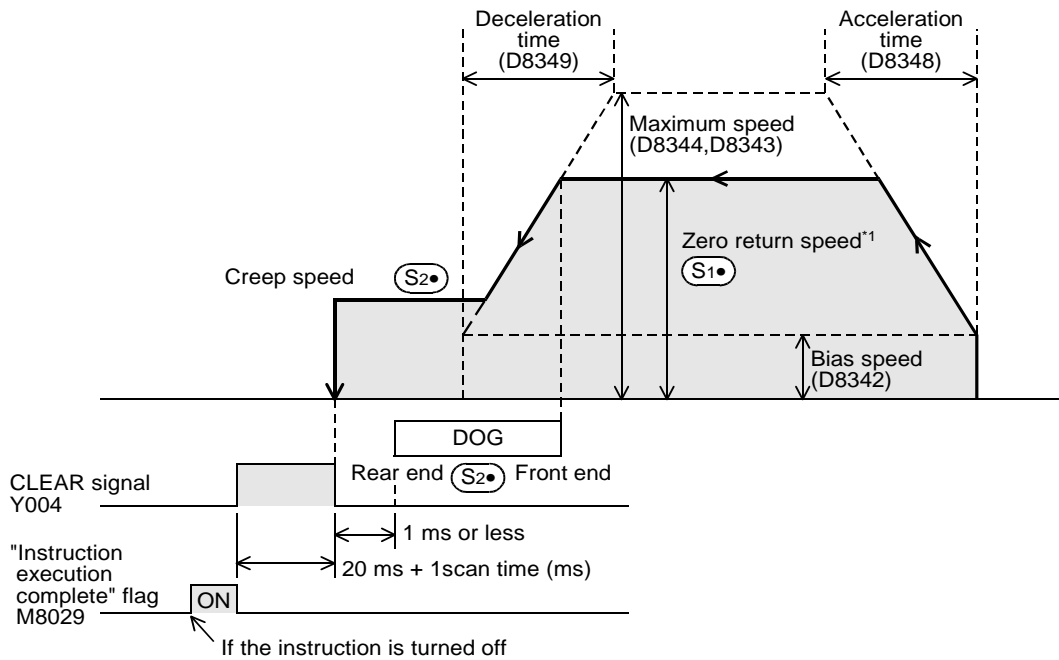 Deceleration
time
(D8349)
Acceleration
time
(D8348)
Maximum speed
(D8344,D8343)
Zero return speed*1
S1•
Creep speed S2•
Bias speed
(D8342)
DOG
Rear end S2• Front end
CLEAR signal
Y004
1 ms or less
20 ms + 1scan time (ms)
"Instruction
execution
complete" flag
M8029
ON
If the instruction is turned off